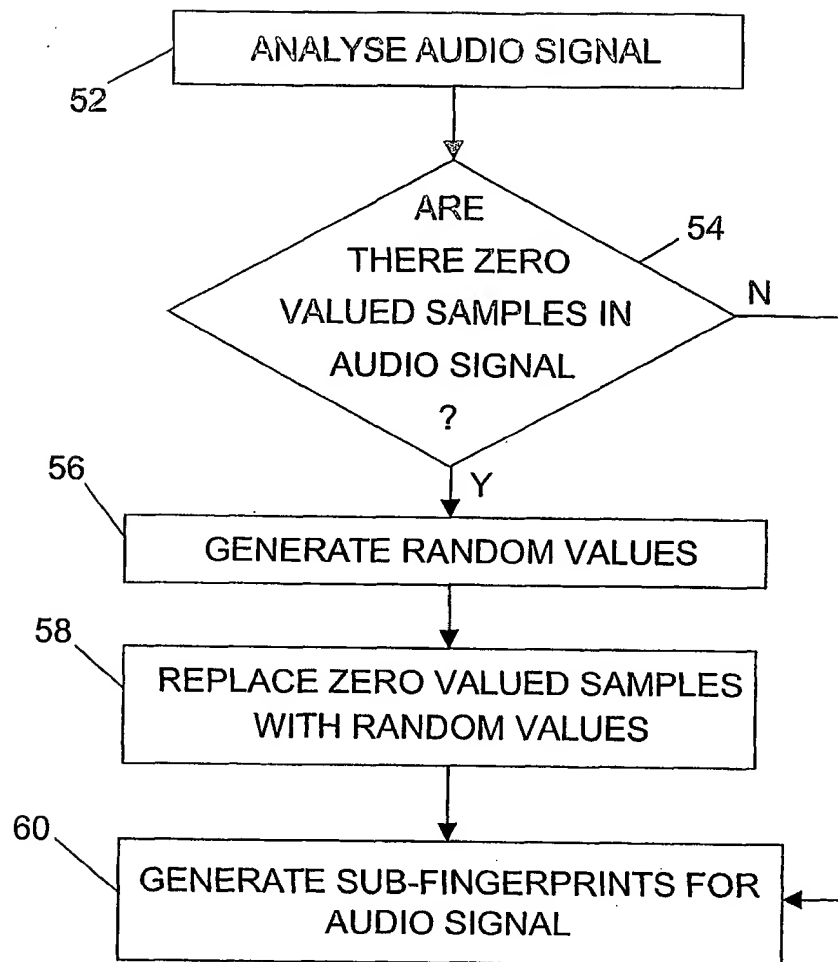 ANALYSE AUDIO SIGNAL
52
ARE
54
THERE ZERO
N
VALUED SAMPLES IN
AUDIO SIGNAL
?
Y
56
GENERATE RANDOM VALUES
58
REPLACE ZERO VALUED SAMPLES
WITH RANDOM VALUES
60
GENERATE SUB-FINGERPRINTS FOR
AUDIO SIGNAL